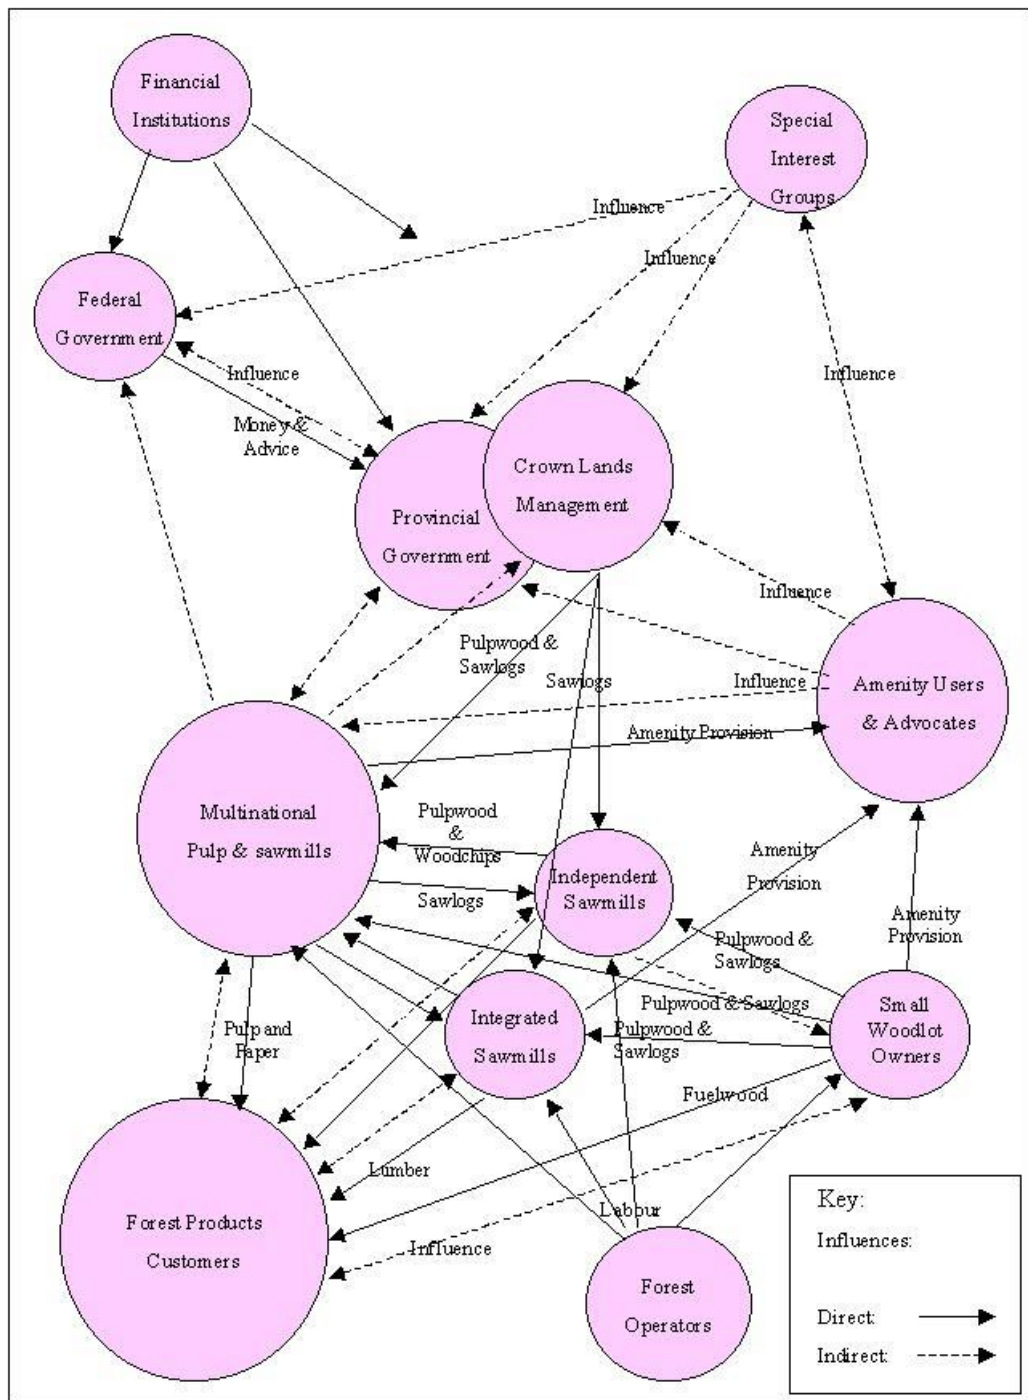 Financial
Institutions
Special
Interest
Groups
Influence
Influence
Federal
Government
Influence
Influence
Money &
Advice
Crown Lands
Management
Provincial
Government
Influence
Pulpwood &
Sawlogs
Sawlogs
Influence
Amenity Users
& Advocates
Amenity Provision
Multinational
Pulp & sawmills
Pulpwood
&
Woodchips
Sawlogs
Independent
Sawmills
Amenity
Provision
Amenity
Provision
Pulpwood &
Sawlogs
Pulpwood & Sawlogs
Pulpwood &
Sawlogs
Small
Woodlot
Owners
Integrated
Sawmills
Pulp and
Paper
Fuelwood
Lumber
Labour
Influence
Forest Products
Customers
Forest
Operators
Key:
Influences:
Direct:
Indirect: